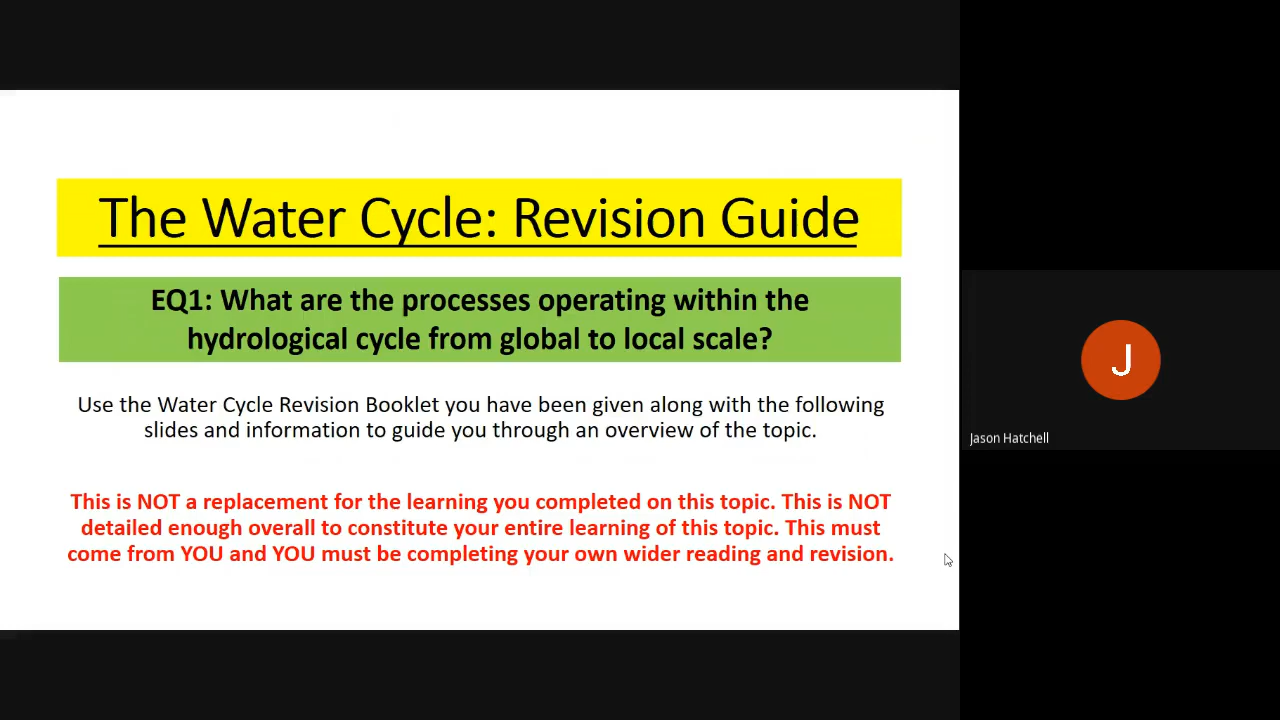 The Water Cycle: Revision Guide
EQ1: What are the processes operating within the
hydrological cycle from global to local scale?
Use the Water Cycle Revision Booklet you have been given along with the following
slides and information to guide you through an overview of the topic.
This is NOT a replacement for the learning you completed on this topic. This is NOT
detailed enough overall to constitute your entire learning of this topic. This must
come from YOU and YOU must be completing your own wider reading and revision.
J
Jason Hatchell